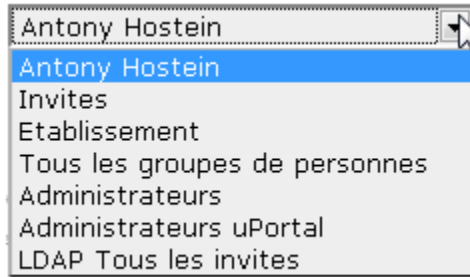 Antony Hostein
Antony Hostein
Invites
Etablissement
Tous les groupes de personnes
Administrateurs
Administrateurs uPortal
LDAP Tous les invites